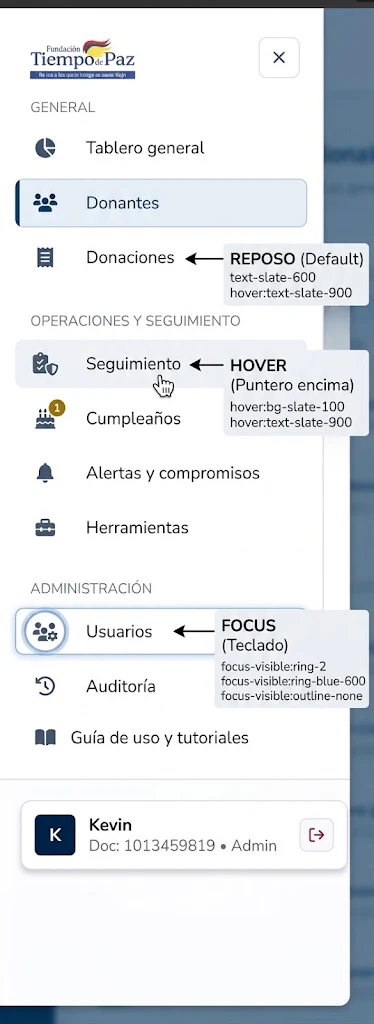 Fundación
Tiempo de Paz
GENERAL
Tablero general
Donantes
Donaciones
REPOSO (Default)
text-slate-600
hover:text-slate-900
OPERACIONES Y SEGUIMIENTO
Seguimiento
HOVER
(Puntero encima)
hover:bg-slate-100
hover:text-slate-900
1
Cumpleaños
Alertas y compromisos
Herramientas
ADMINISTRACIÓN
Usuarios
FOCUS
(Teclado)
focus-visible:ring-2
focus-visible:ring-blue-600
focus-visible:outline-none
Auditoría
Guía de uso y tutoriales
K
Kevin
Doc: 1013459819 • Admin